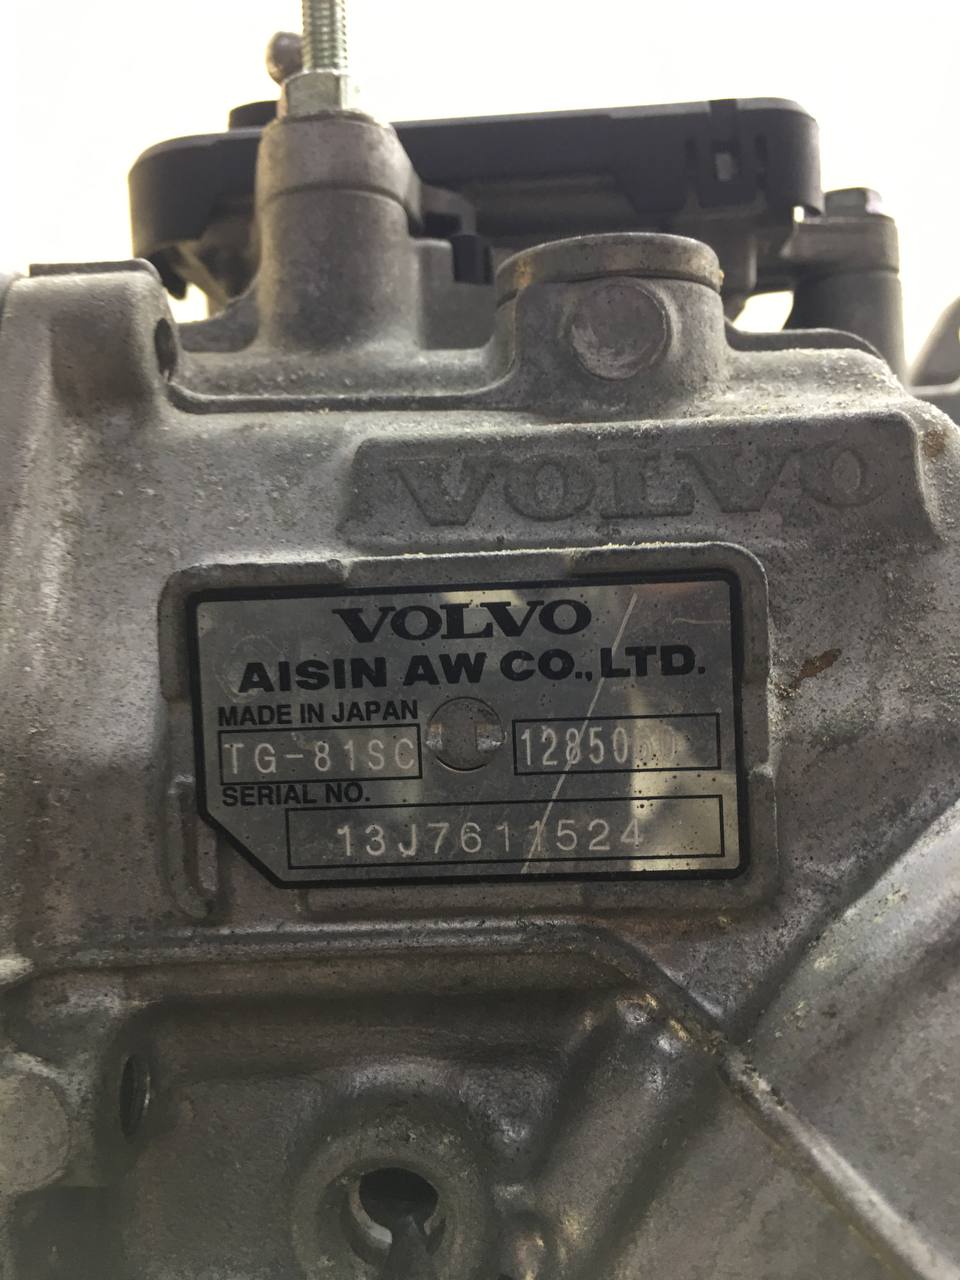 VOLVO
VOLVO
AISIN AW CO.,LTD.
MADE IN JAPAN
TG-81SC
SERIAL NO.
13J7611524